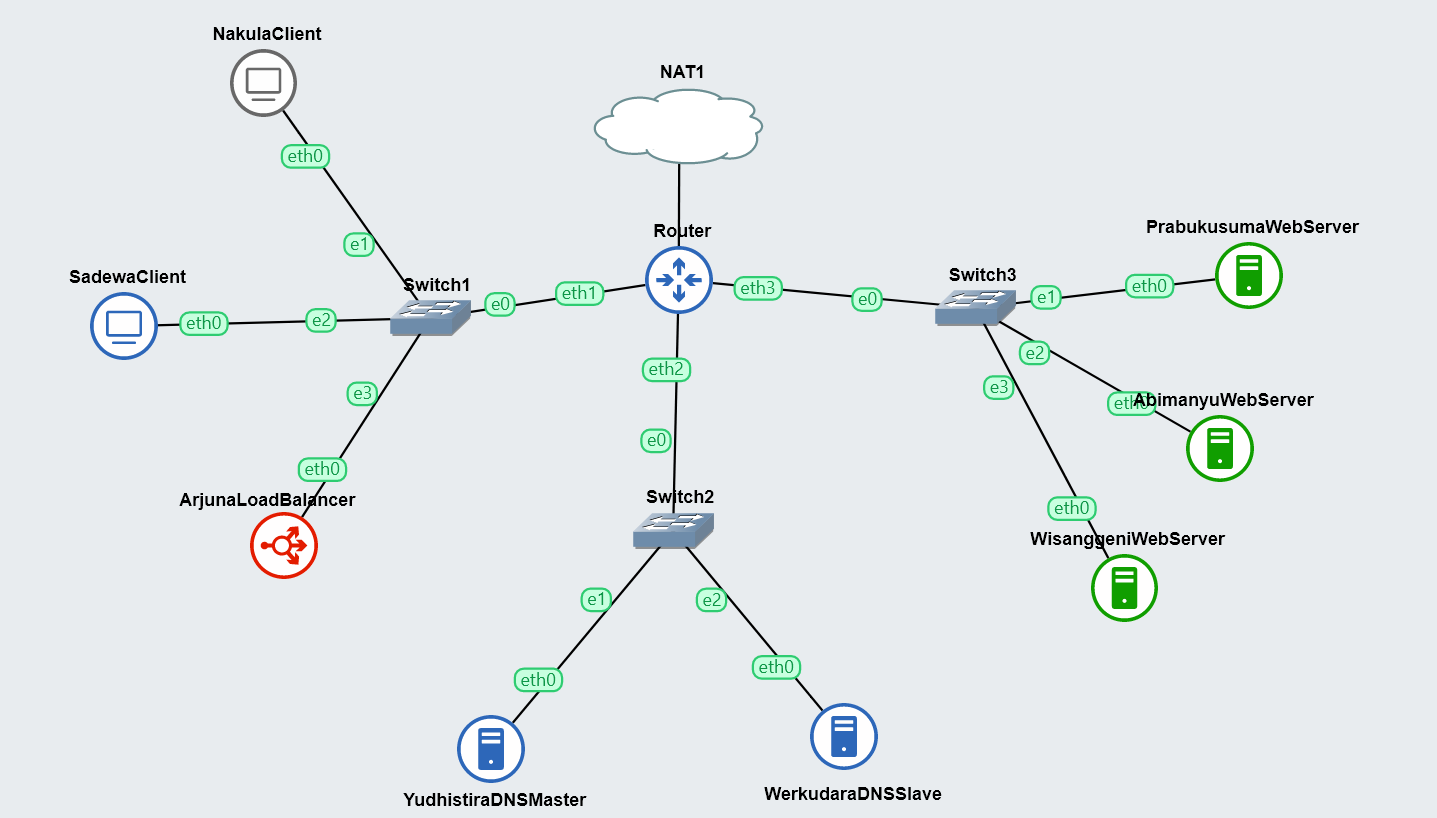 NakulaClient
NAT1
eth0
Router
PrabukusumaWebServer
e1
SadewaClient
Switch1
Switch3
eth0
e2
e0
eth1
eth3
e0
e1
eth0
e2
eth2
e3
e3
eth0
AbimanyuWebServer
e0
eth0
ArjunaLoadBalancer
Switch2
eth0
WisanggeniWebServer
e1
e2
eth0
eth0
YudhistiraDNSMaster
WerkudaraDNSSlave